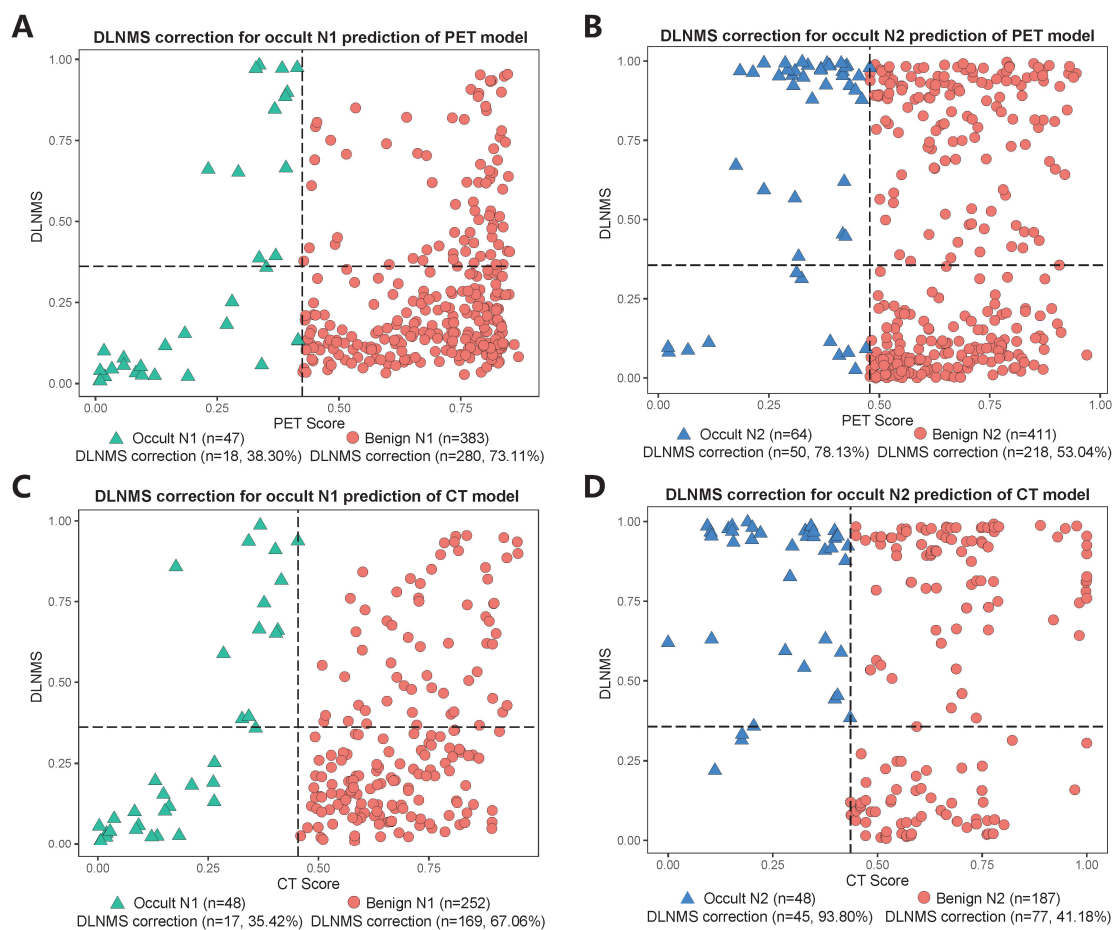 A
DLNMS correction for occult N1 prediction of PET model
1.00
0.75
0.50
0.25
0.00
DLNMS
0.00 0.25 0.50 0.75
PET Score
Occult N1 (n=47) Benign N1 (n=383)
DLNMS correction (n=18, 38.30%) DLNMS correction (n=280, 73.11%)
B
DLNMS correction for occult N2 prediction of PET model
1.00
0.75
0.50
0.25
0.00
DLNMS
0.00 0.25 0.50 0.75 1.00
PET Score
Occult N2 (n=64) Benign N2 (n=411)
DLNMS correction (n=50, 78.13%) DLNMS correction (n=218, 53.04%)
C
DLNMS correction for occult N1 prediction of CT model
1.00
0.75
0.50
0.25
0.00
DLNMS
0.00 0.25 0.50 0.75
CT Score
Occult N1 (n=48) Benign N1 (n=252)
DLNMS correction (n=17, 35.42%) DLNMS correction (n=169, 67.06%)
D
DLNMS correction for occult N2 prediction of CT model
1.00
0.75
0.50
0.25
0.00
DLNMS
0.00 0.25 0.50 0.75 1.00
CT Score
Occult N2 (n=48) Benign N2 (n=187)
DLNMS correction (n=45, 93.80%) DLNMS correction (n=77, 41.18%)